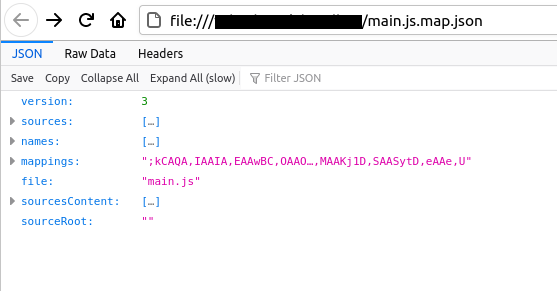 file:///
/main.js.map.json
JSON Raw Data Headers
Save Copy Collapse All Expand All (slow) Filter JSON
version: 3
sources: […]
names: […]
mappings: ";kCAQA,IAAIA,EAAwBC,OAAO…,MAAKj1D,SAASytD,eAAe,U"
file: "main.js"
sourcesContent: […]
sourceRoot: ""